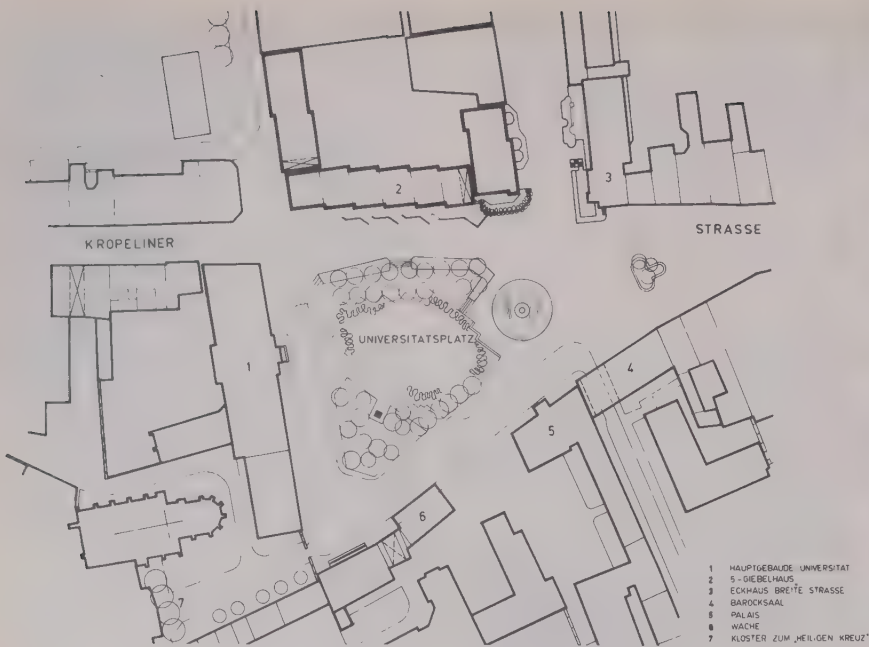 2
3
KROPELINER
STRASSE
1
UNIVERSITATSPLATZ
4
5
6
7
1 HAUPTGEBAUDE UNIVERSITAT
2 5-GIEBELHAUS
3 ECKHAUS BREITE STRASSE
4 BAROCKSAAL
5 PALAIS
6 WACHE
7 KLOSTER ZUM „HEILIGEN KREUZ"